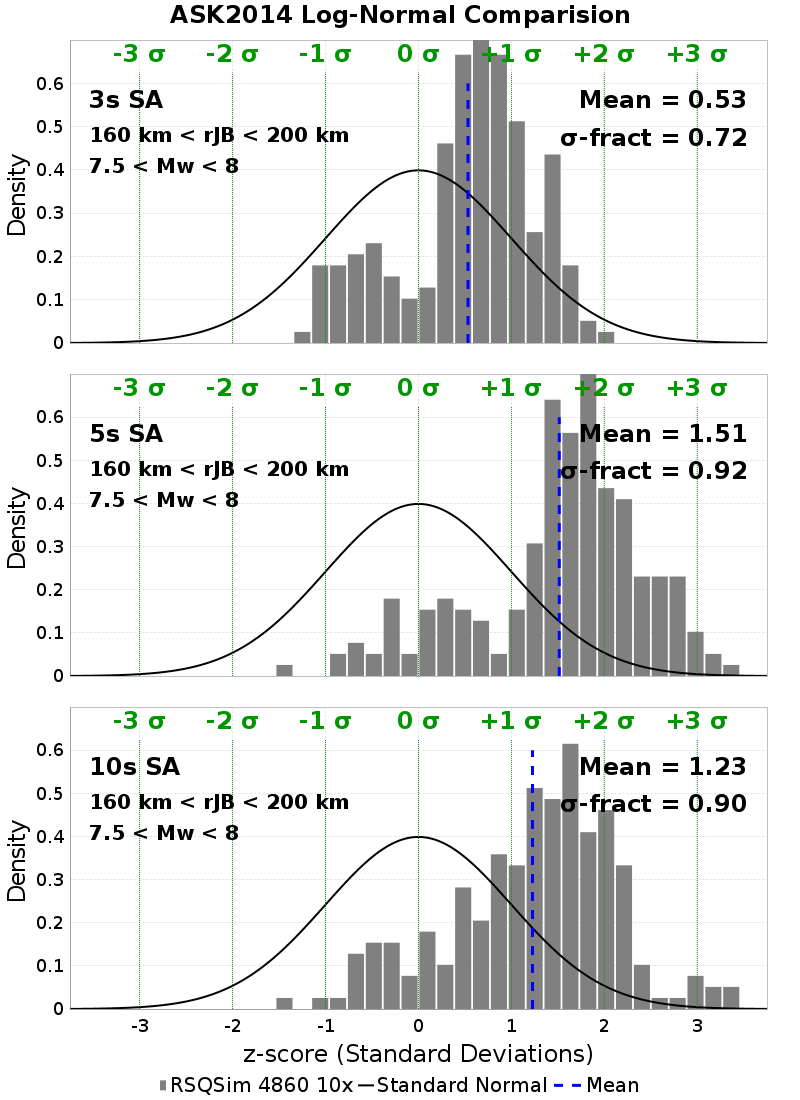 ASK2014 Log-Normal Comparision
-3 σ -2 σ -1 σ 0 σ +1 σ +2 σ +3 σ
3s SA
160 km < rJB < 200 km
7.5 < Mw < 8
Mean = 0.53
σ-fract = 0.72
0.6
0.5
0.4
0.3
0.2
0.1
0
Density
-3 σ -2 σ -1 σ 0 σ +1 σ +2 σ +3 σ
5s SA
160 km < rJB < 200 km
7.5 < Mw < 8
Mean = 1.51
σ-fract = 0.92
0.6
0.5
0.4
0.3
0.2
0.1
0
Density
-3 σ -2 σ -1 σ 0 σ +1 σ +2 σ +3 σ
10s SA
160 km < rJB < 200 km
7.5 < Mw < 8
Mean = 1.23
σ-fract = 0.90
0.6
0.5
0.4
0.3
0.2
0.1
0
Density
-3 -2 -1 0 1 2 3
z-score (Standard Deviations)
RSQSim 4860 10x Standard Normal Mean